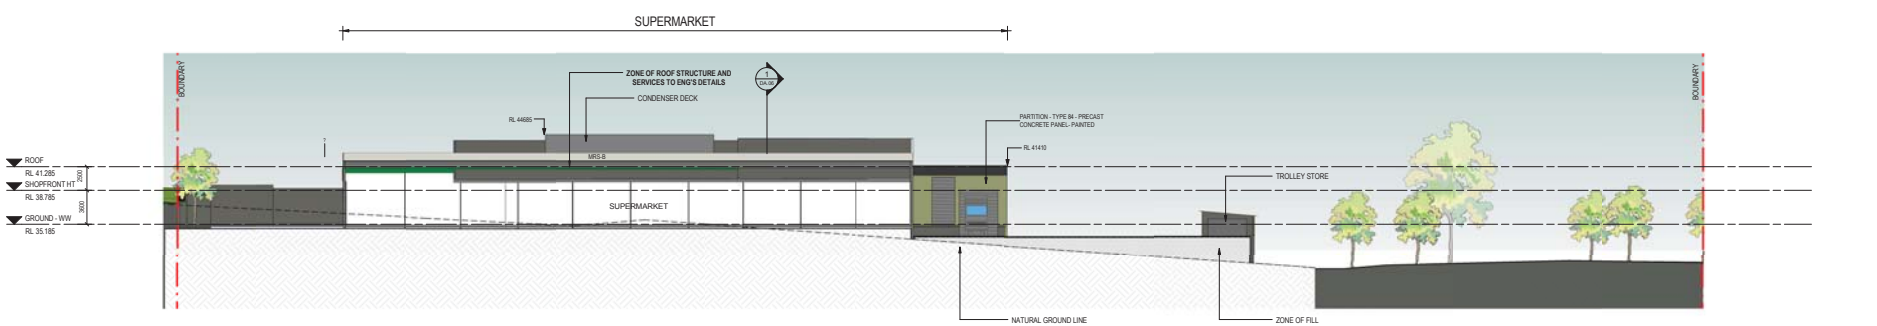 SUPERMARKET
BOUNDARY
ZONE OF ROOF STRUCTURE AND
SERVICES TO ENG'S DETAILS
CONDENSER DECK
1
DA.06
BOUNDARY
RL 44685
PARTITION - TYPE 84 - PRECAST
CONCRETE PANEL- PAINTED
?
MRS-B
RL 41410
ROOF
RL 41.285
2500
SHOPFRONT HT
RL 38.785
3600
GROUND - WW
RL 35.185
SUPERMARKET
TROLLEY STORE
NATURAL GROUND LINE
ZONE OF FILL